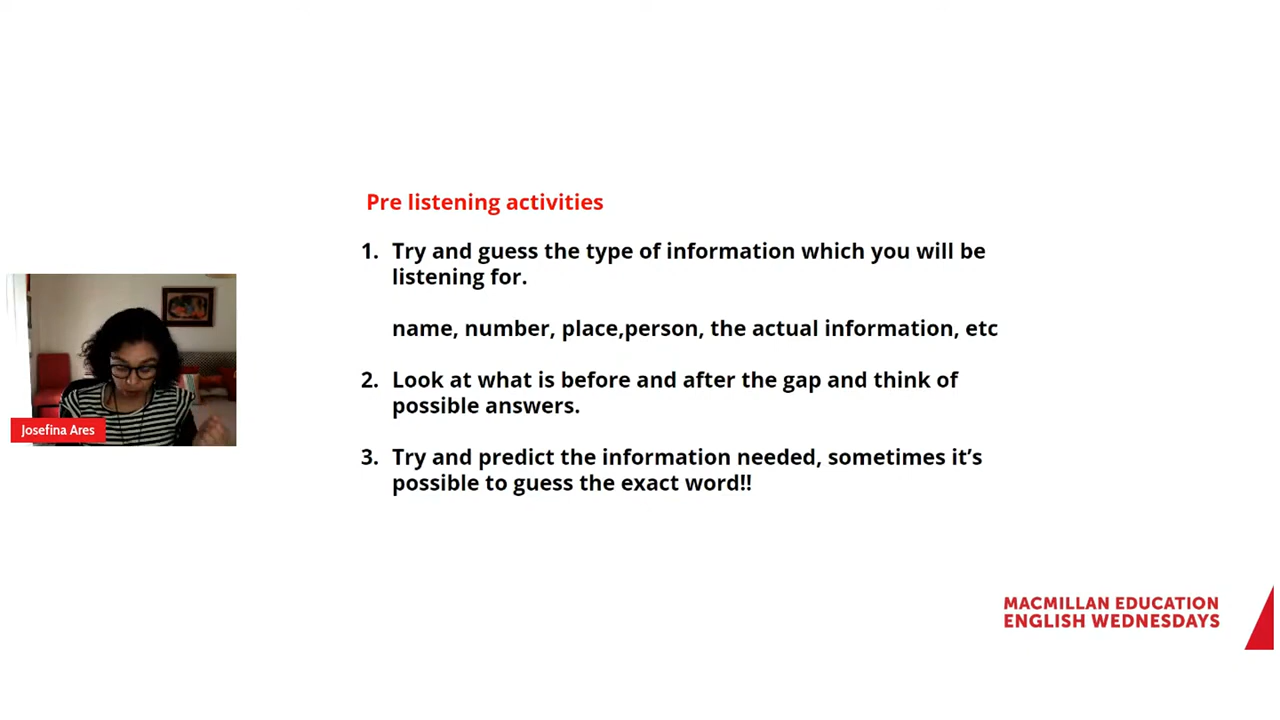 Pre listening activities
1. Try and guess the type of information which you will be
listening for.
name, number, place,person, the actual information, etc
2. Look at what is before and after the gap and think of
possible answers.
3. Try and predict the information needed, sometimes it’s
possible to guess the exact word!!
Josefina Ares
MACMILLAN EDUCATION
ENGLISH WEDNESDAYS